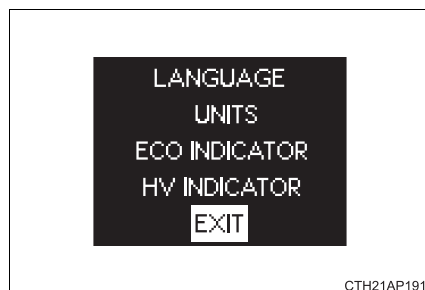 LANGUAGE
UNITS
ECO INDICATOR
HV INDICATOR
EXIT
CTH21AP191